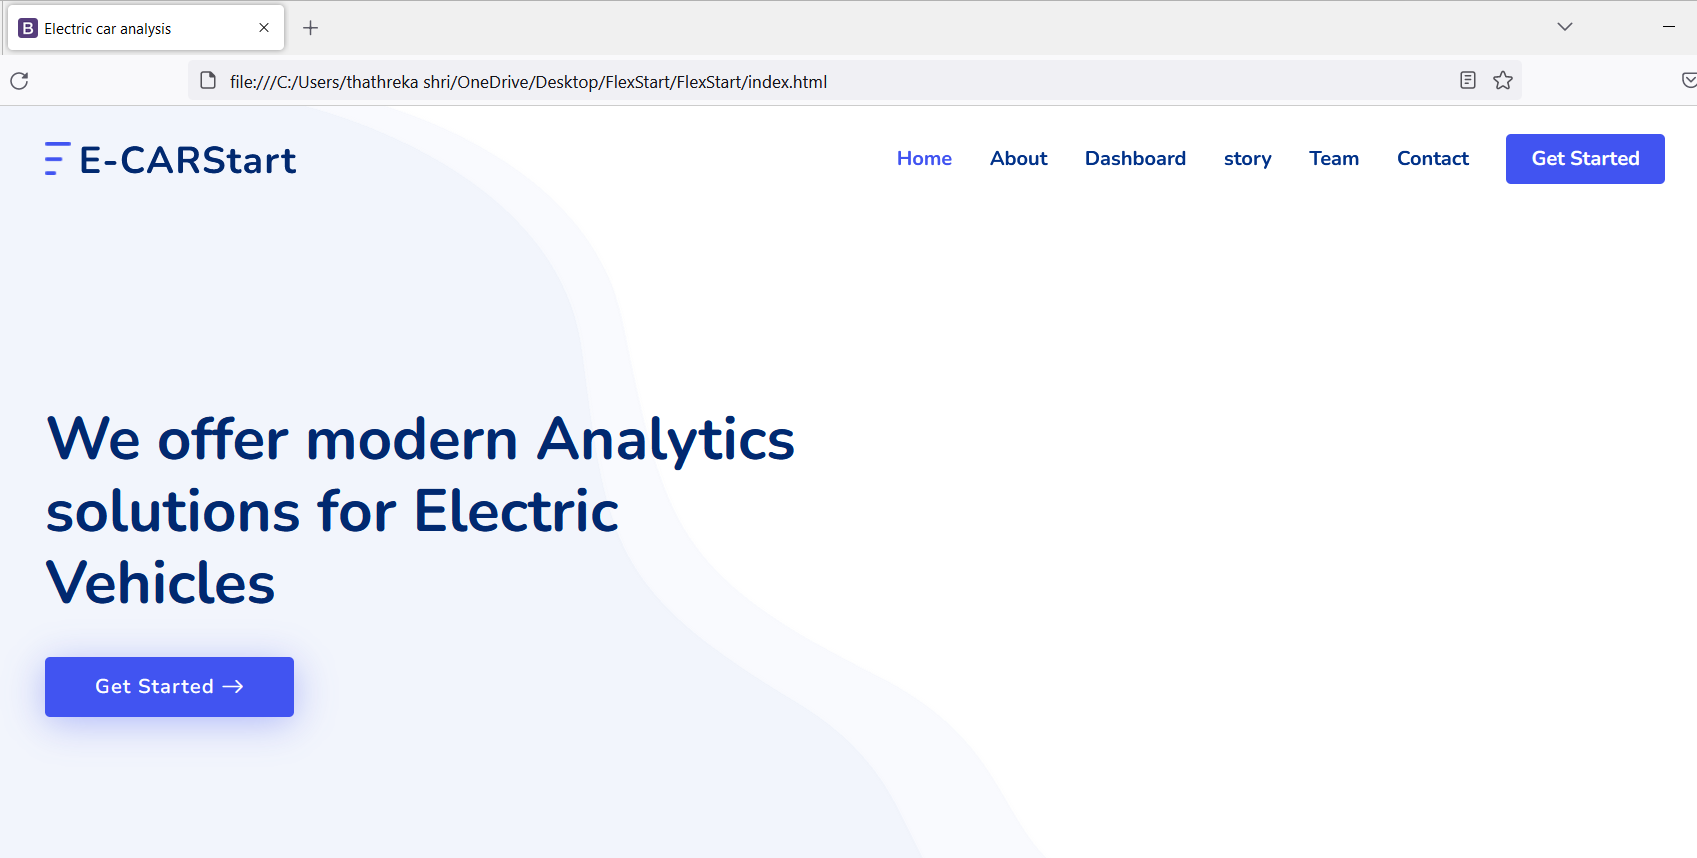 B Electric car analysis
file:///C:/Users/thathreka shri/OneDrive/Desktop/FlexStart/FlexStart/index.html
E-CARStart
Home About Dashboard story Team Contact Get Started
We offer modern Analytics
solutions for Electric
Vehicles
Get Started →